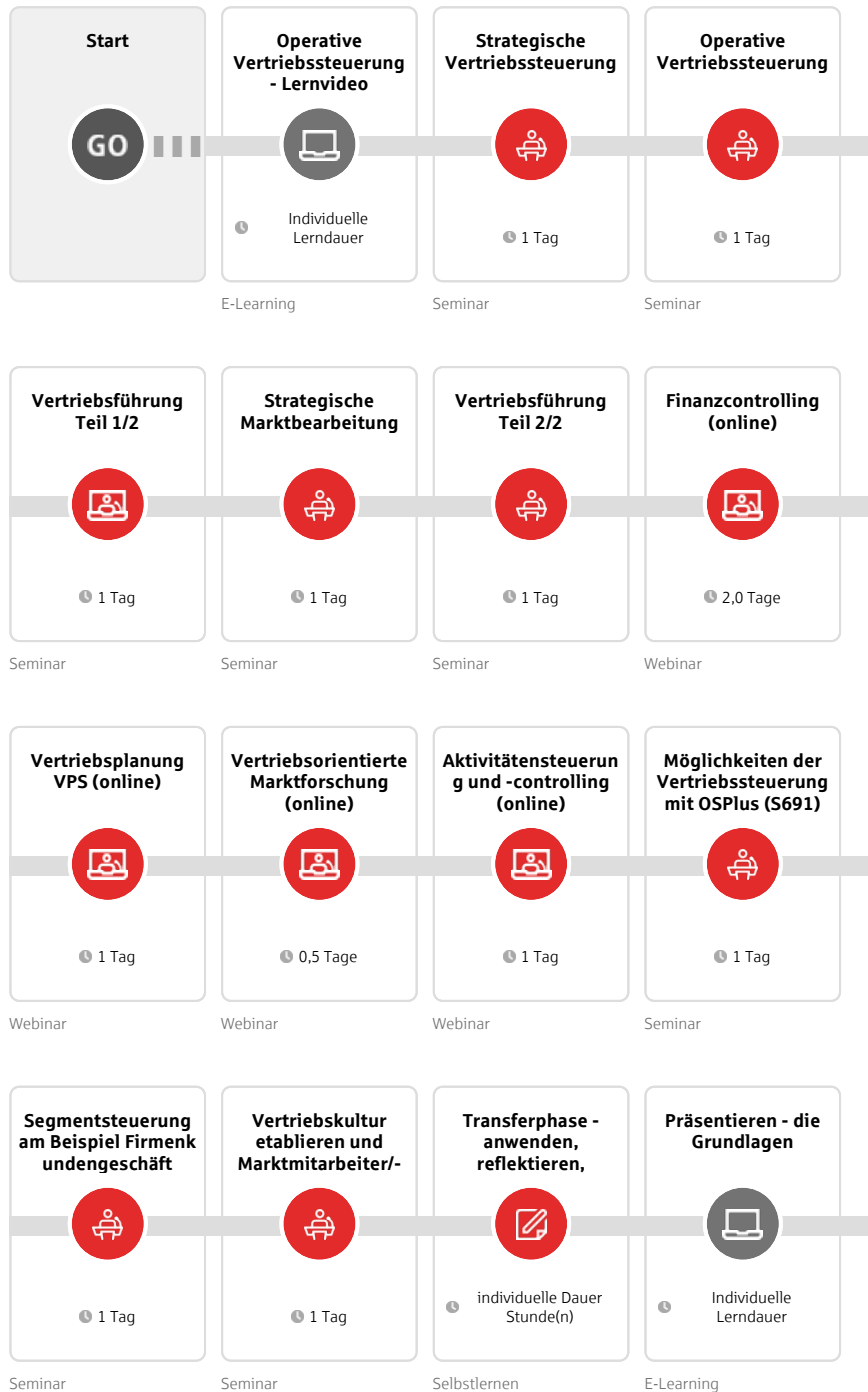 Start
GO
Operative
Vertriebssteuerung
- Lernvideo
Individuelle
Lerndauer
E-Learning
Strategische
Vertriebssteuerung
1 Tag
Seminar
Operative
Vertriebssteuerung
1 Tag
Seminar
Vertriebsführung
Teil 1/2
1 Tag
Seminar
Strategische
Marktbearbeitung
1 Tag
Seminar
Vertriebsführung
Teil 2/2
1 Tag
Seminar
Finanzcontrolling
(online)
2,0 Tage
Webinar
Vertriebsplanung
VPS (online)
1 Tag
Webinar
Vertriebsorientierte
Marktforschung
(online)
0,5 Tage
Webinar
Aktivitätensteuerun
g und -controlling
(online)
1 Tag
Webinar
Möglichkeiten der
Vertriebssteuerung
mit OSPlus (S691)
1 Tag
Seminar
Segmentsteuerung
am Beispiel Firmenk
undengeschäft
1 Tag
Seminar
Vertriebskultur
etablieren und
Marktmitarbeiter/-
1 Tag
Seminar
Transferphase -
anwenden,
reflektieren,
individuelle Dauer
Stunde(n)
Selbstlernen
Präsentieren - die
Grundlagen
Individuelle
Lerndauer
E-Learning